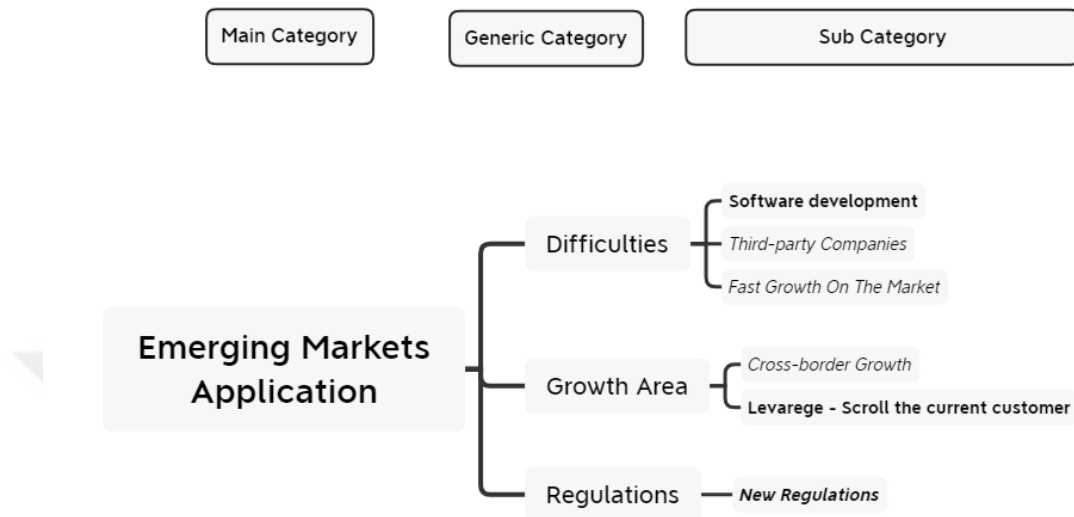 Main Category
Generic Category
Sub Category
Software development
Difficulties
Third-party Companies
Fast Growth On The Market
Emerging Markets
Application
Cross-border Growth
Growth Area
Levarege - Scroll the current customer
Regulations
New Regulations